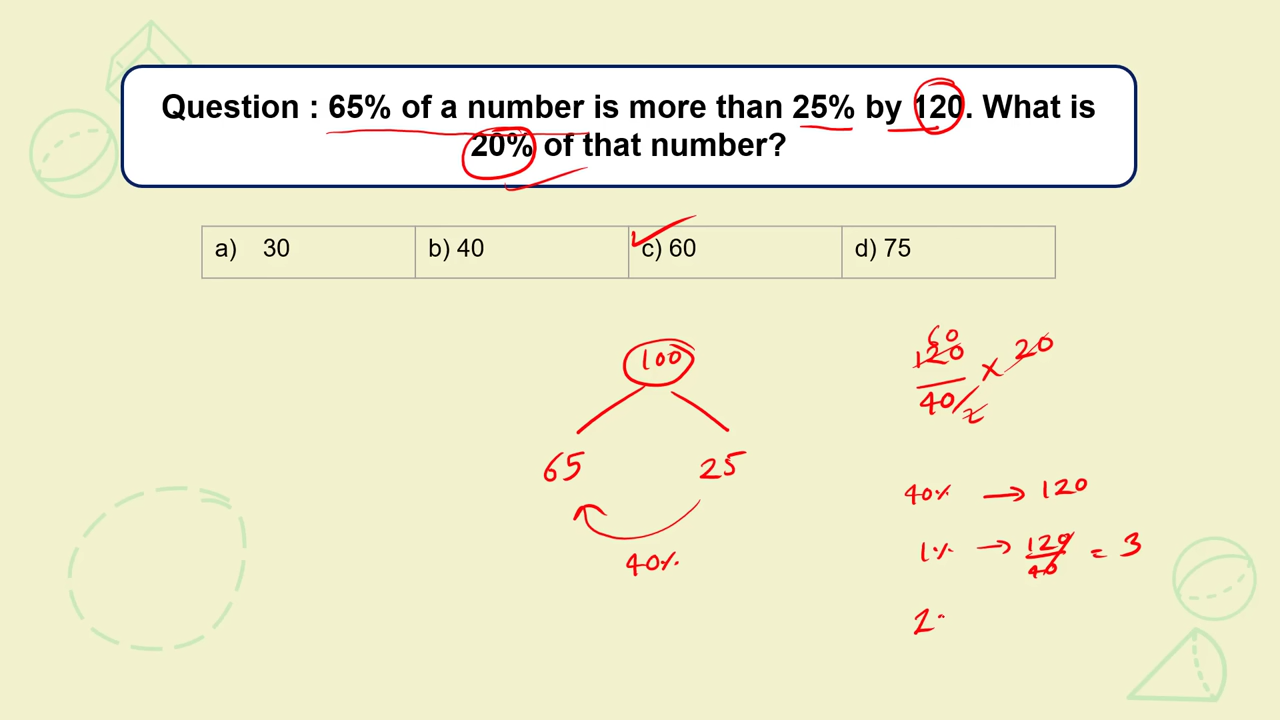 Question : 65% of a number is more than 25% by 120. What is
20% of that number?
a) 30 b) 40 c) 60 d) 75
100
65 25
40%
60
120 × 20
40/2
40% → 120
1% → 120/40 = 3
2